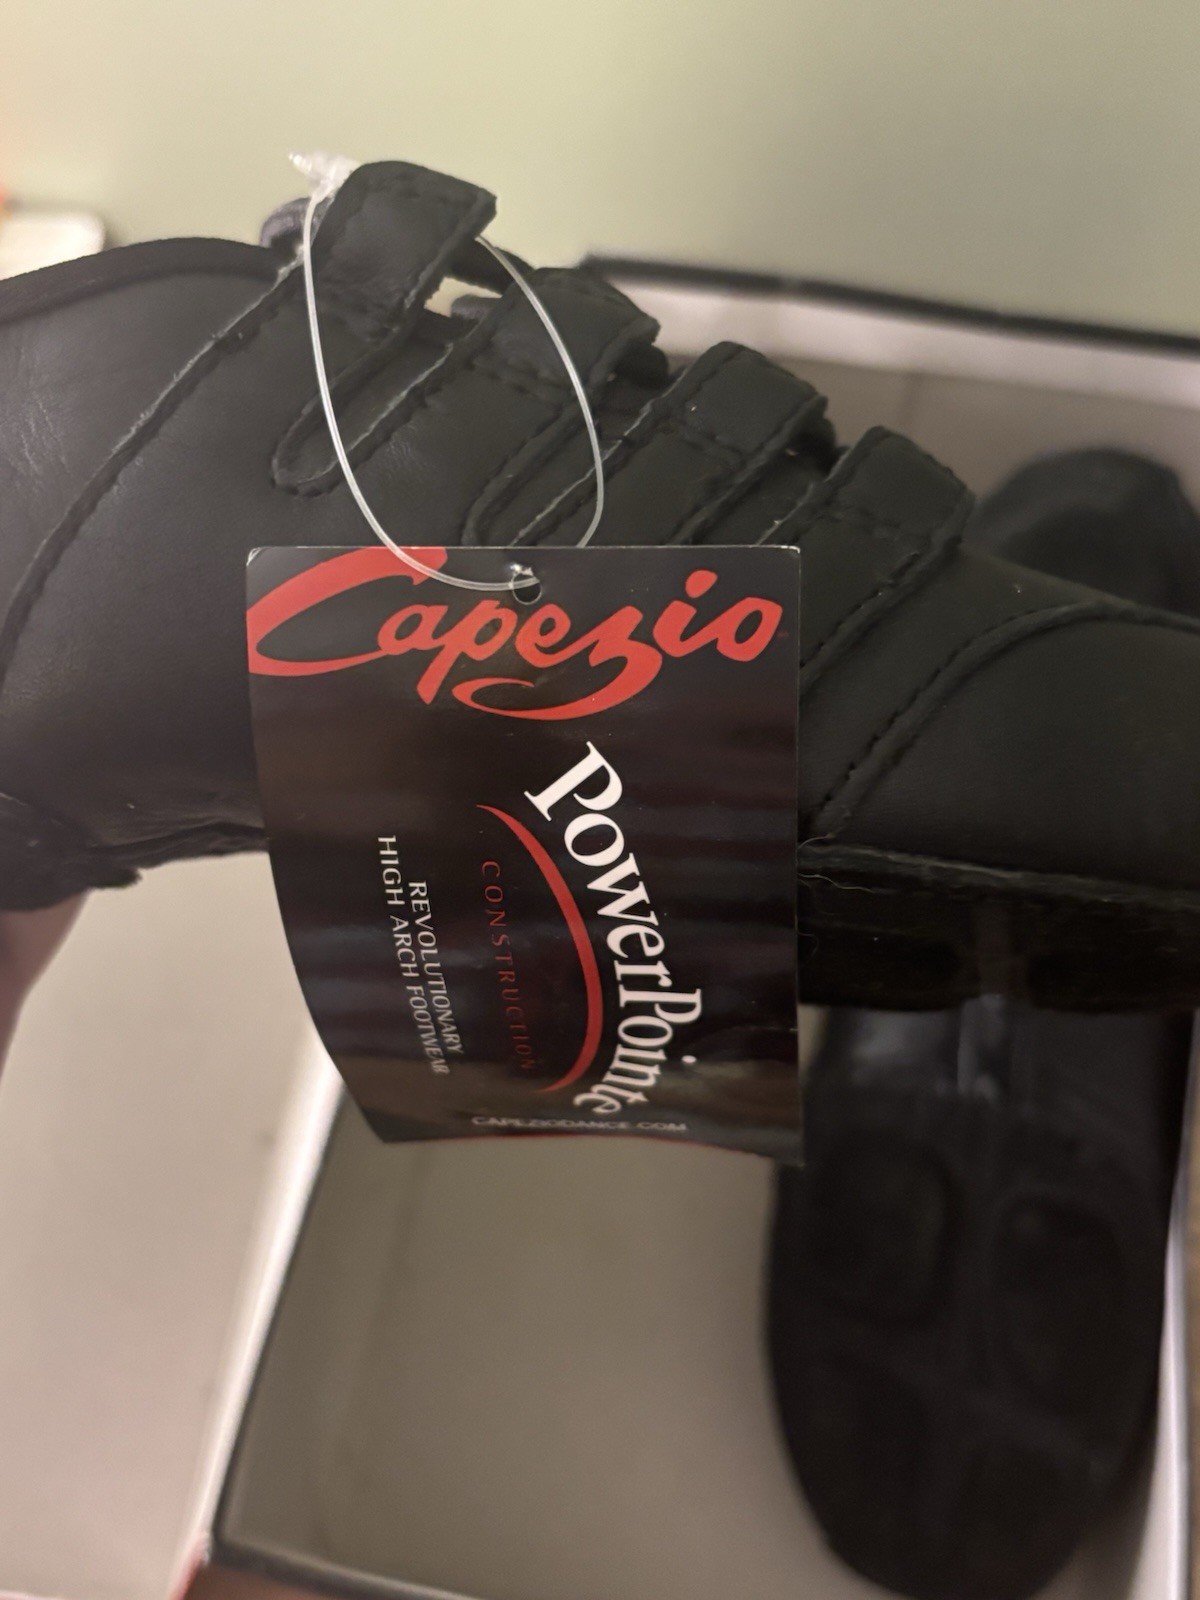 Capezio
PowerPointe
CONSTRUCTION
REVOLUTIONARY
HIGH ARCH FOOTWEAR
CAPEZIODANCE.COM